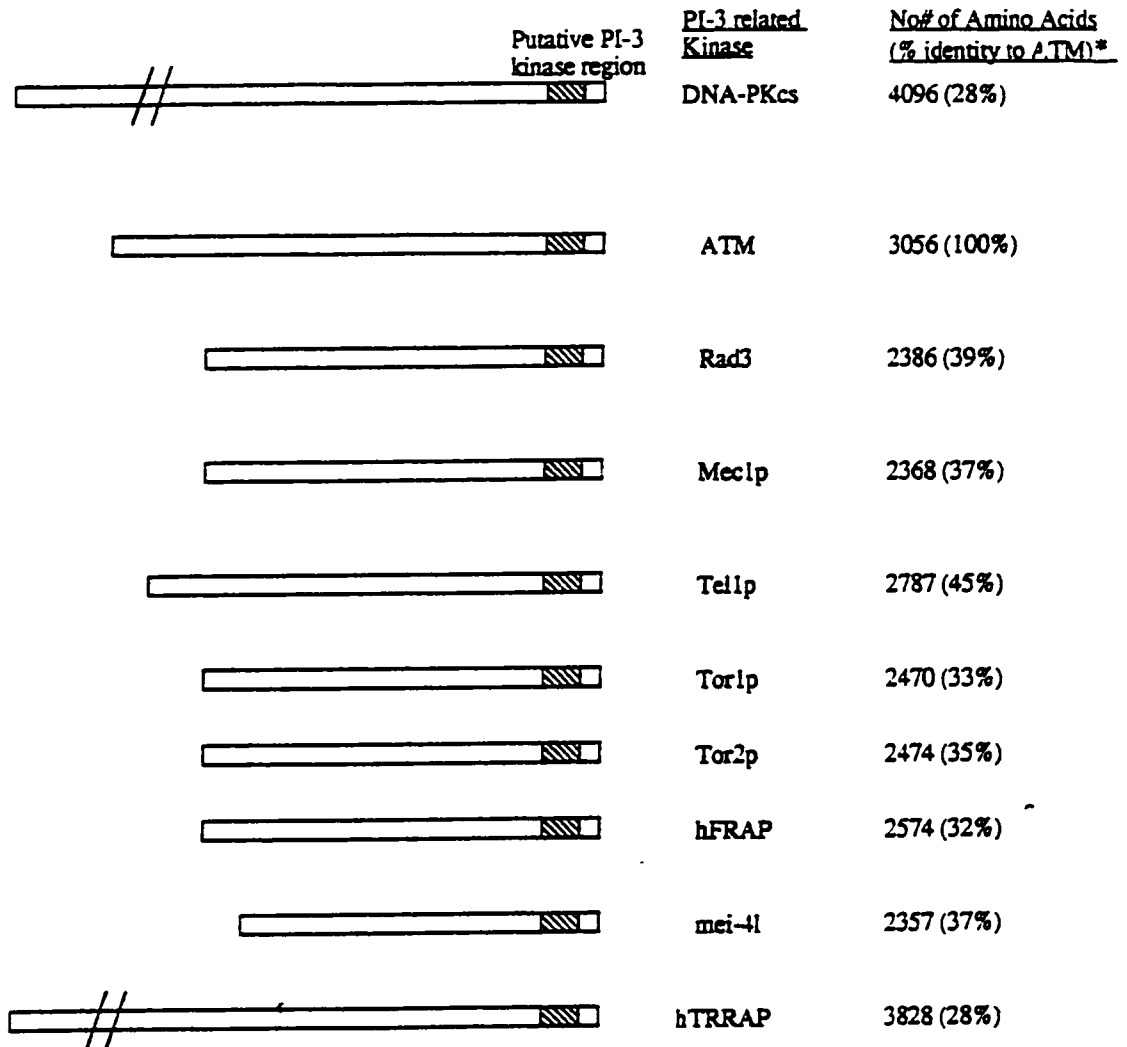 Putative PI-3
kinase region
PI-3 related
Kinase
No# of Amino Acids
(% identity to ATM)*
DNA-PKcs 4096 (28%)
ATM 3056 (100%)
Rad3 2386 (39%)
Mec1p 2368 (37%)
Tel1p 2787 (45%)
Tor1p 2470 (33%)
Tor2p 2474 (35%)
hFRAP 2574 (32%)
mei-41 2357 (37%)
hTRRAP 3828 (28%)